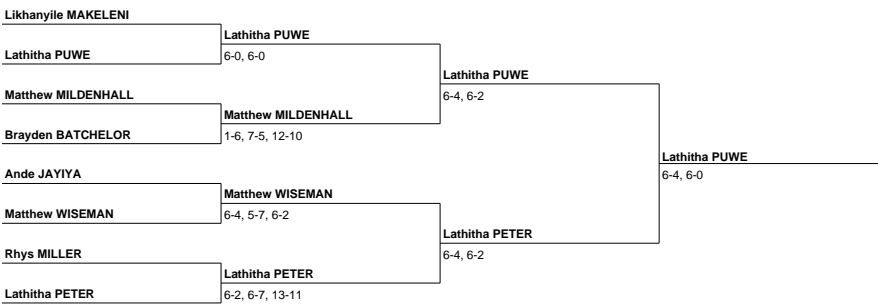 Likhanyile MAKELENI
Lathitha PUWE
Lathitha PUWE
6-0, 6-0
Lathitha PUWE
6-4, 6-2
Matthew MILDENHALL
Matthew MILDENHALL
Brayden BATCHELOR
1-6, 7-5, 12-10
Lathitha PUWE
6-4, 6-0
Ande JAYIYA
Matthew WISEMAN
Matthew WISEMAN
6-4, 5-7, 6-2
Lathitha PETER
6-4, 6-2
Rhys MILLER
Lathitha PETER
Lathitha PETER
6-2, 6-7, 13-11